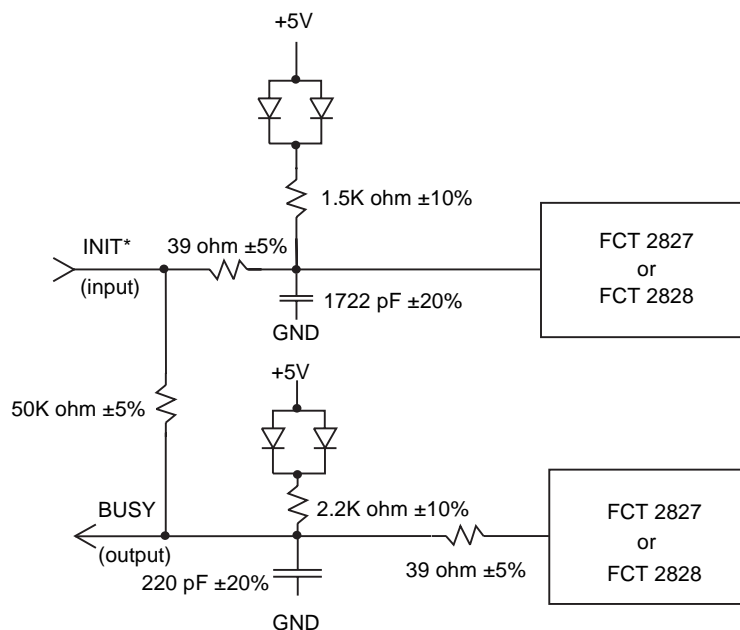 +5V
1.5K ohm ±10%
39 ohm ±5%
INIT*
(input)
FCT 2827
or
FCT 2828
1722 pF ±20%
GND
+5V
50K ohm ±5%
2.2K ohm ±10%
BUSY
(output)
39 ohm ±5%
FCT 2827
or
FCT 2828
220 pF ±20%
GND